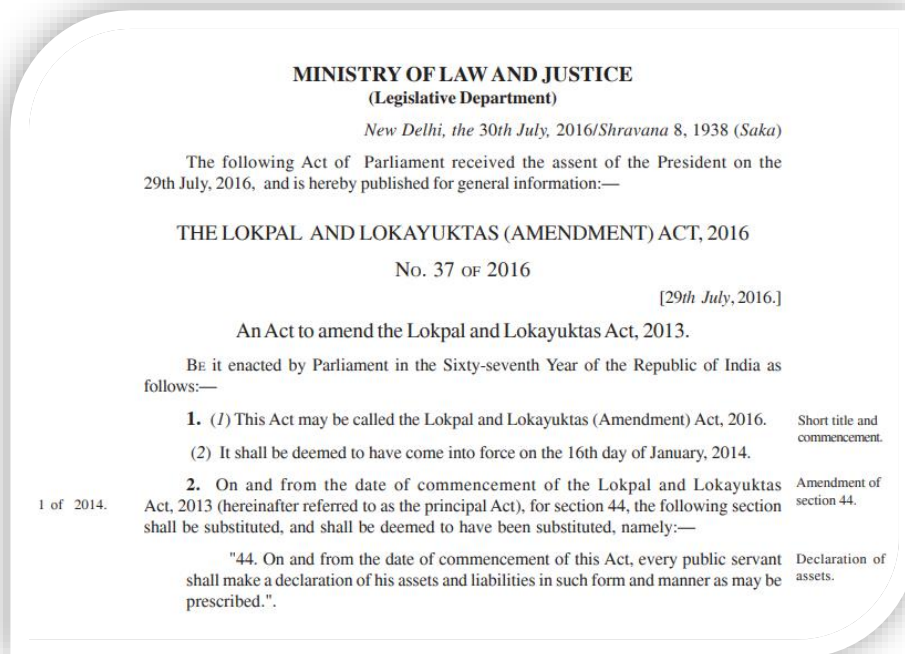 MINISTRY OF LAW AND JUSTICE
(Legislative Department)
New Delhi, the 30th July, 2016/Shravana 8, 1938 (Saka)
The following Act of Parliament received the assent of the President on the
29th July, 2016, and is hereby published for general information:—
THE LOKPAL AND LOKAYUKTAS (AMENDMENT) ACT, 2016
NO. 37 OF 2016
[29th July, 2016.]
An Act to amend the Lokpal and Lokayuktas Act, 2013.
BE it enacted by Parliament in the Sixty-seventh Year of the Republic of India as
follows:—
1. (1) This Act may be called the Lokpal and Lokayuktas (Amendment) Act, 2016.
Short title and
commencement.
(2) It shall be deemed to have come into force on the 16th day of January, 2014.
2. On and from the date of commencement of the Lokpal and Lokayuktas
Amendment of
section 44.
1 of 2014.
Act, 2013 (hereinafter referred to as the principal Act), for section 44, the following section
shall be substituted, and shall be deemed to have been substituted, namely:—
"44. On and from the date of commencement of this Act, every public servant
Declaration of
assets.
shall make a declaration of his assets and liabilities in such form and manner as may be
prescribed.".